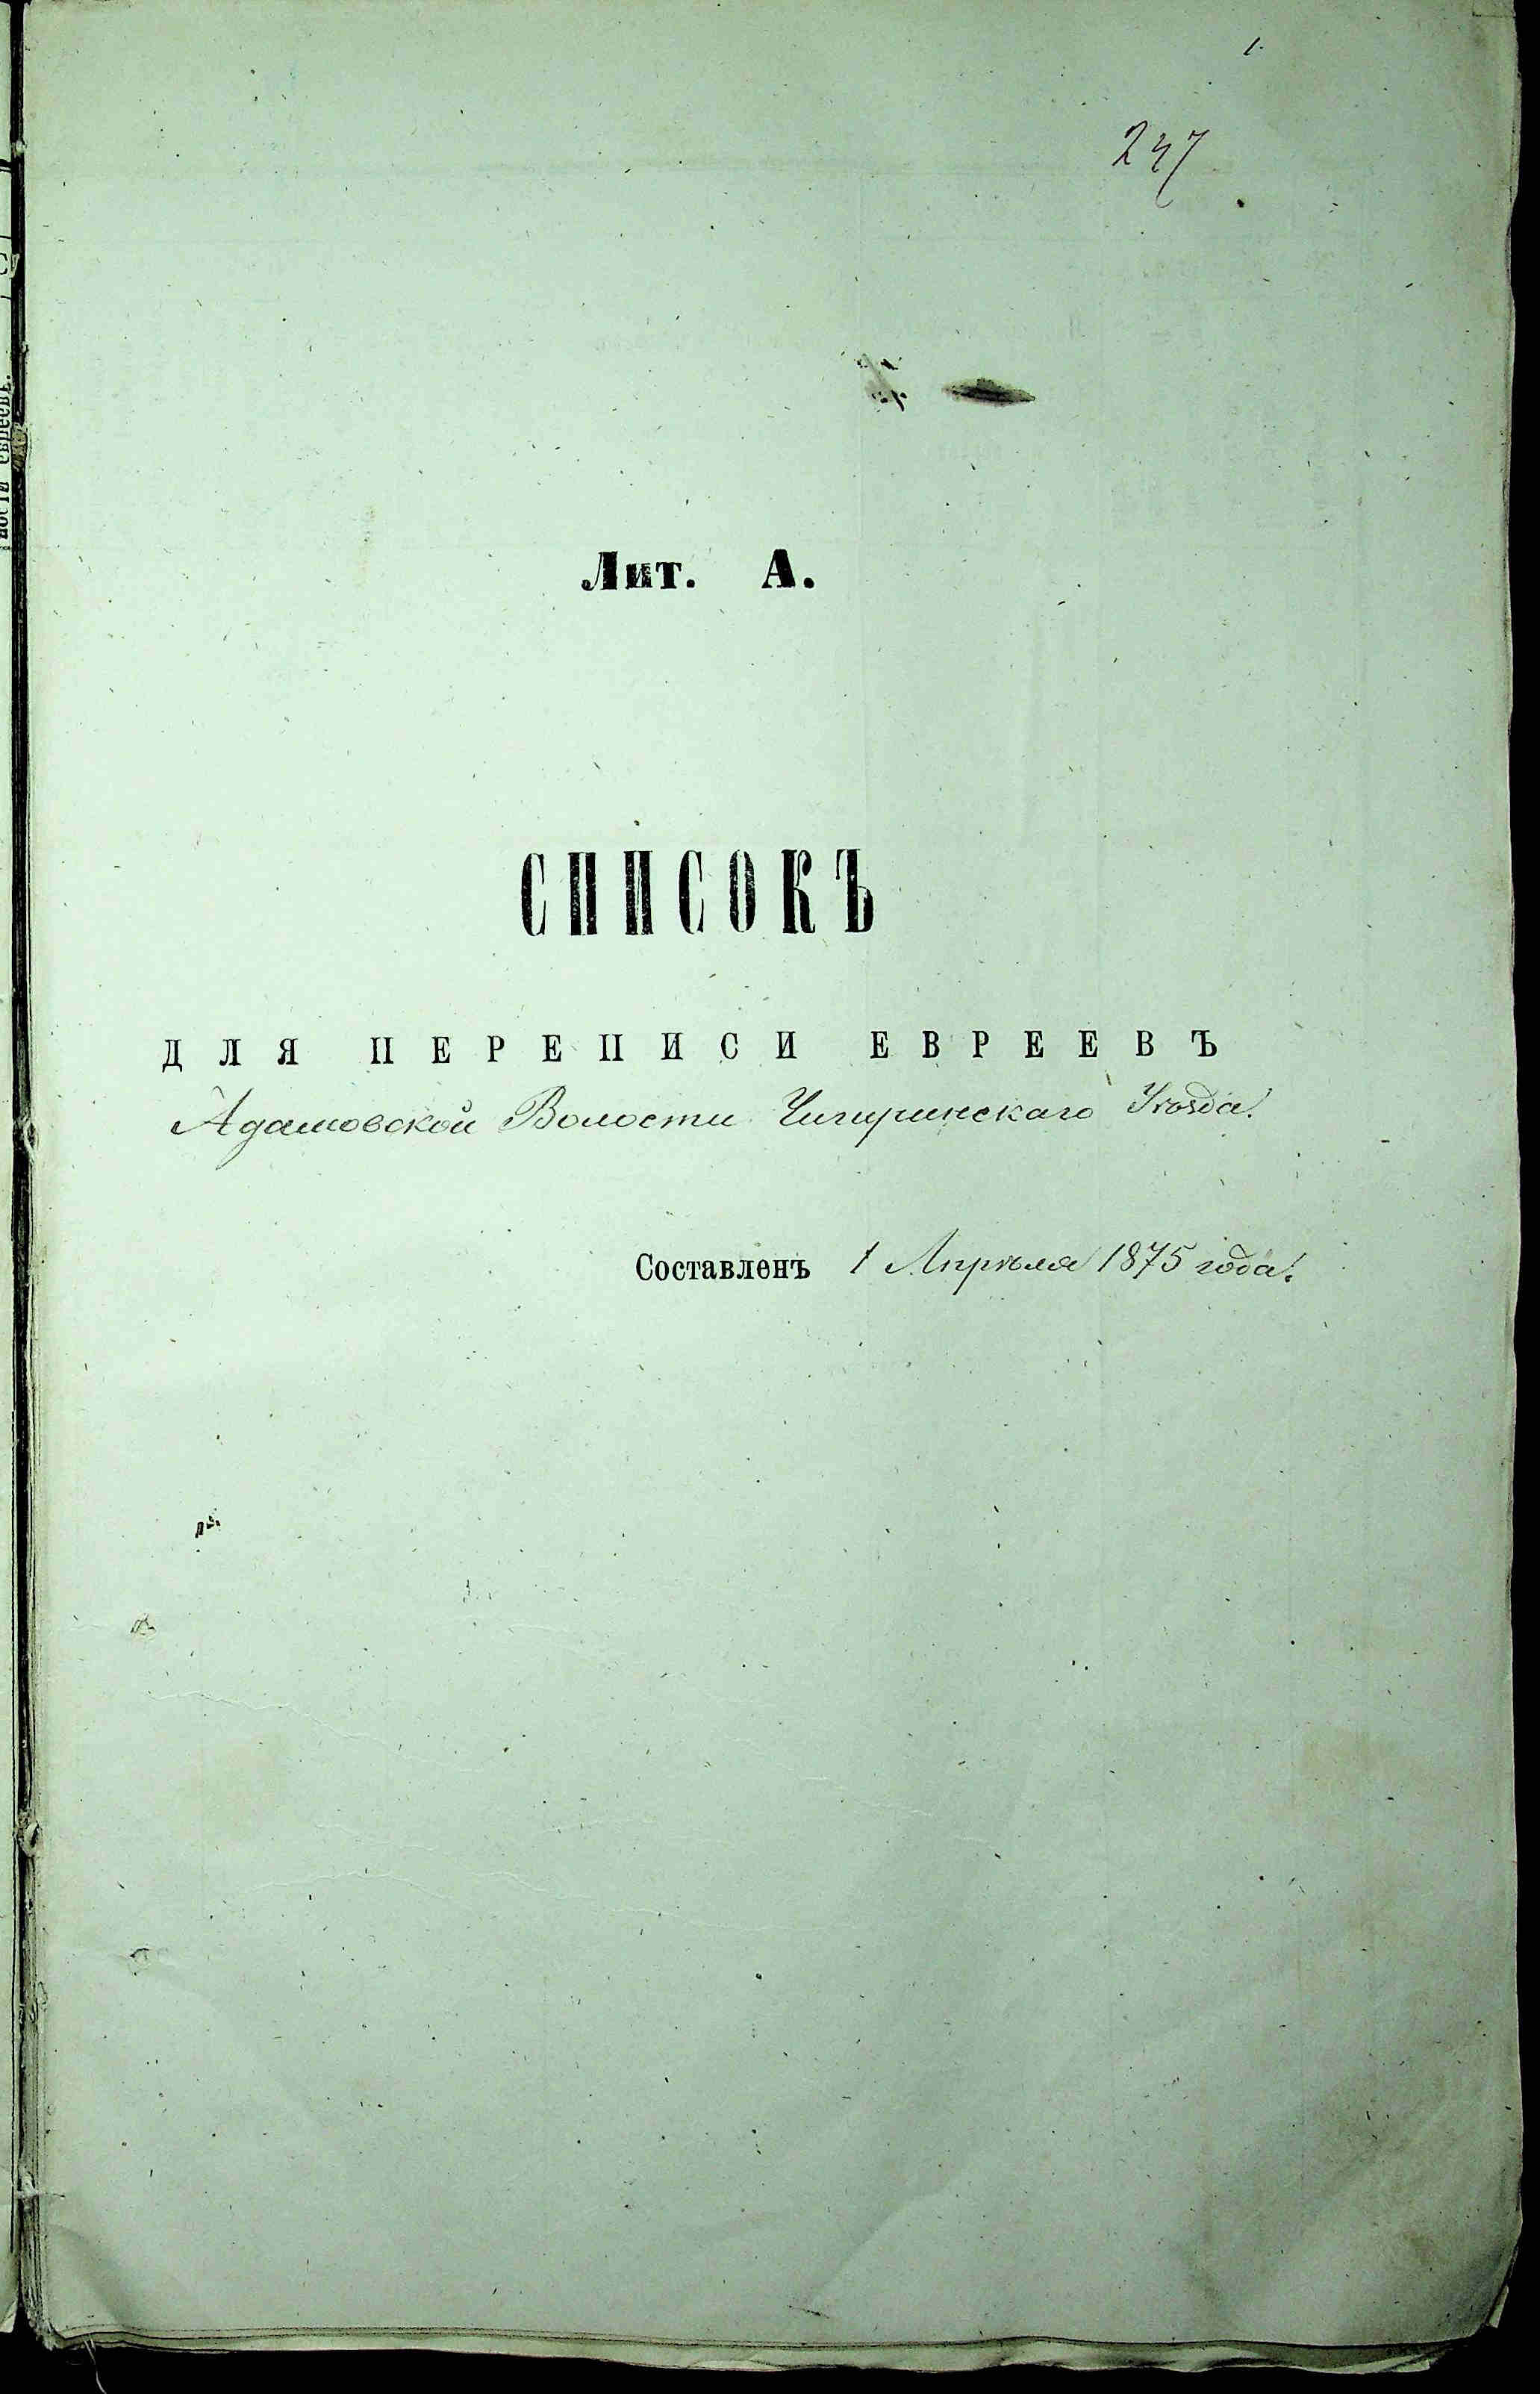 1.
247
Лит. А.
СПИСОКЪ
ДЛЯ ПЕРЕПИСИ ЕВРЕЕВЪ
Адамовской Волости Чигиринскаго Уѣзда.
Составленъ 1 Апрѣля 1875 года.